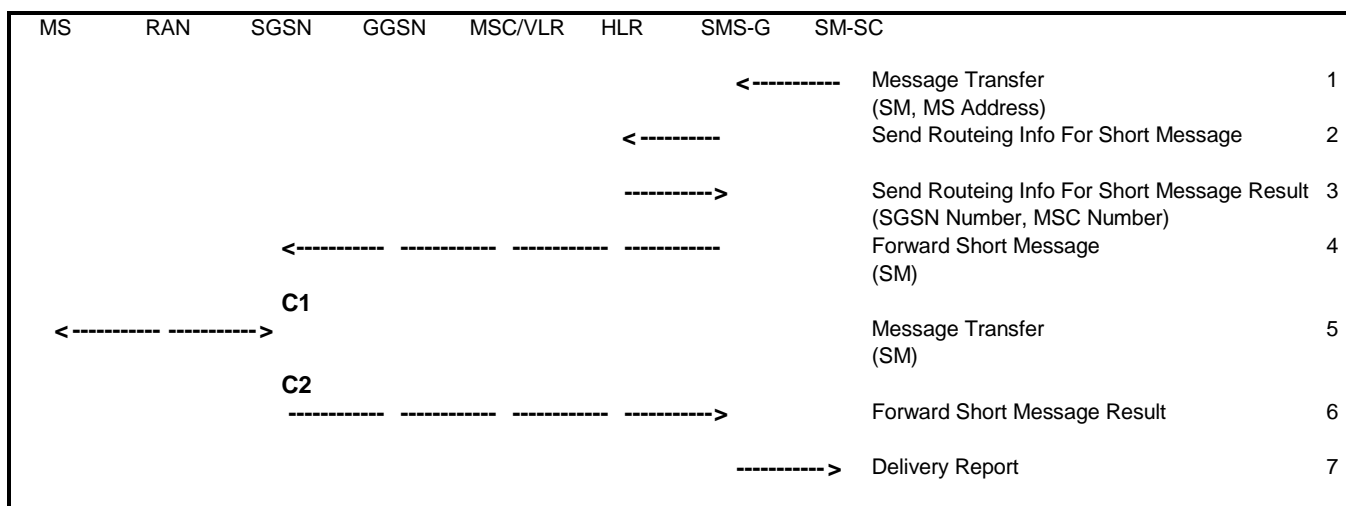 MS RAN SGSN GGSN MSC/VLR HLR SMS-G SM-SC
Message Transfer 1
(SM, MS Address)
Send Routeing Info For Short Message 2
Send Routeing Info For Short Message Result 3
(SGSN Number, MSC Number)
Forward Short Message 4
(SM)
C1
Message Transfer 5
(SM)
C2
Forward Short Message Result 6
Delivery Report 7